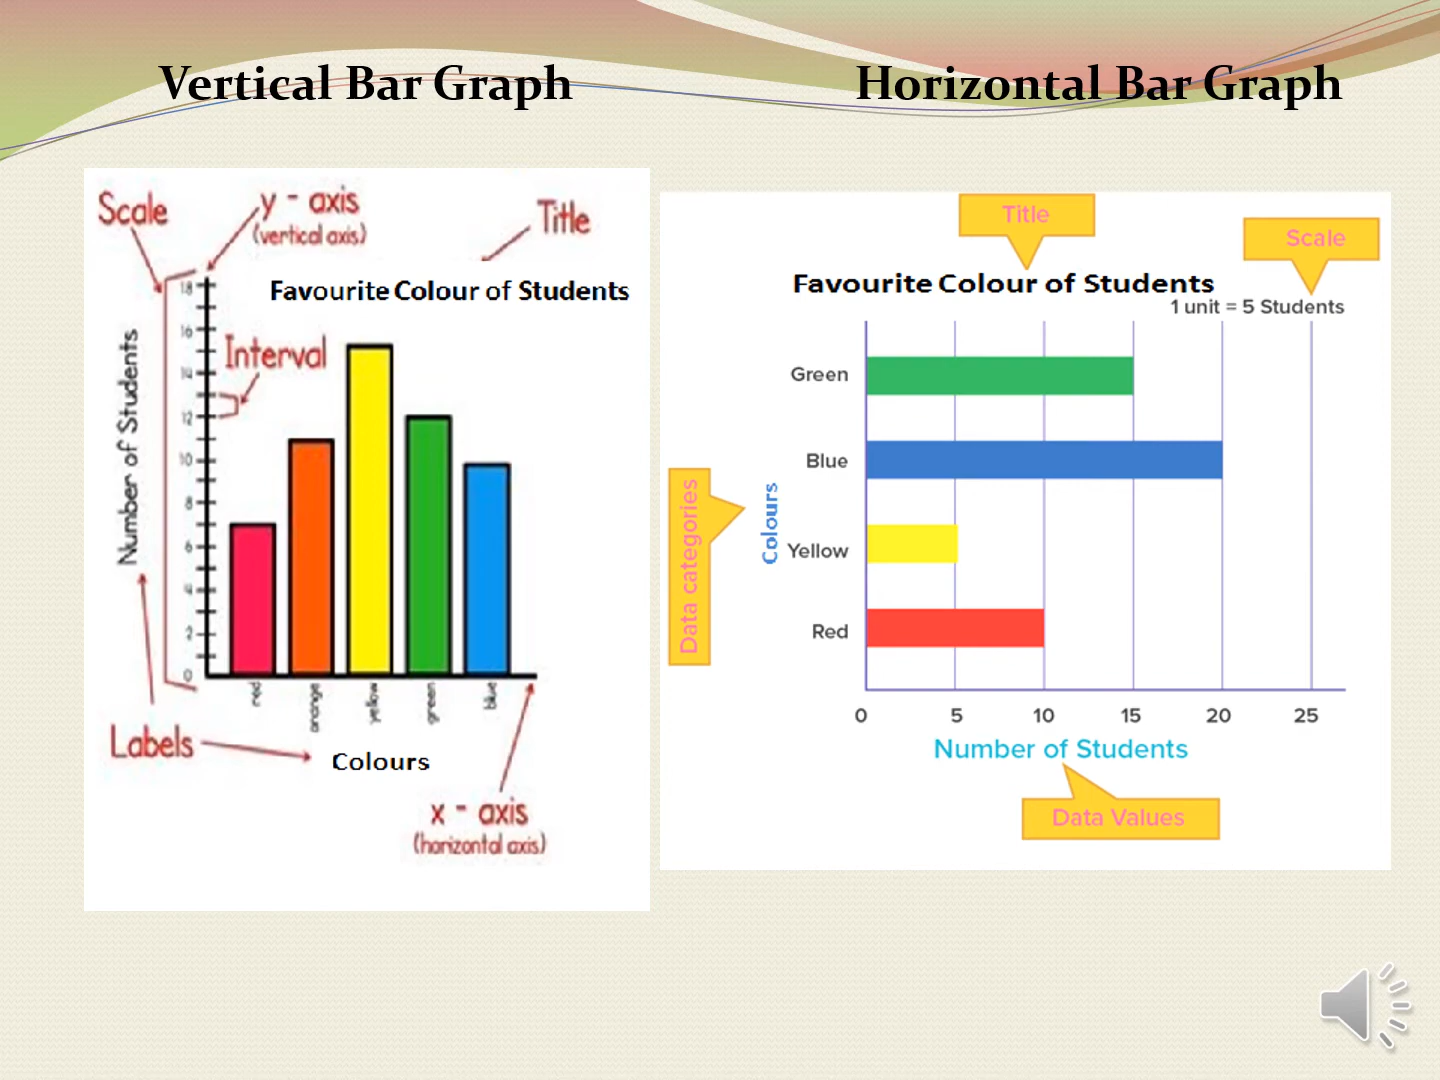 Vertical Bar Graph
Horizontal Bar Graph
Scale
y - axis
(vertical axis)
Title
Favourite Colour of Students
18
16
14
12
10
8
6
4
2
0
Interval
Number of Students
red
orange
yellow
green
blue
Labels
Colours
x - axis
(horizontal axis)
Title
Scale
Favourite Colour of Students
1 unit = 5 Students
Green
Blue
Yellow
Red
Data categories
Colours
0 5 10 15 20 25
Number of Students
Data Values